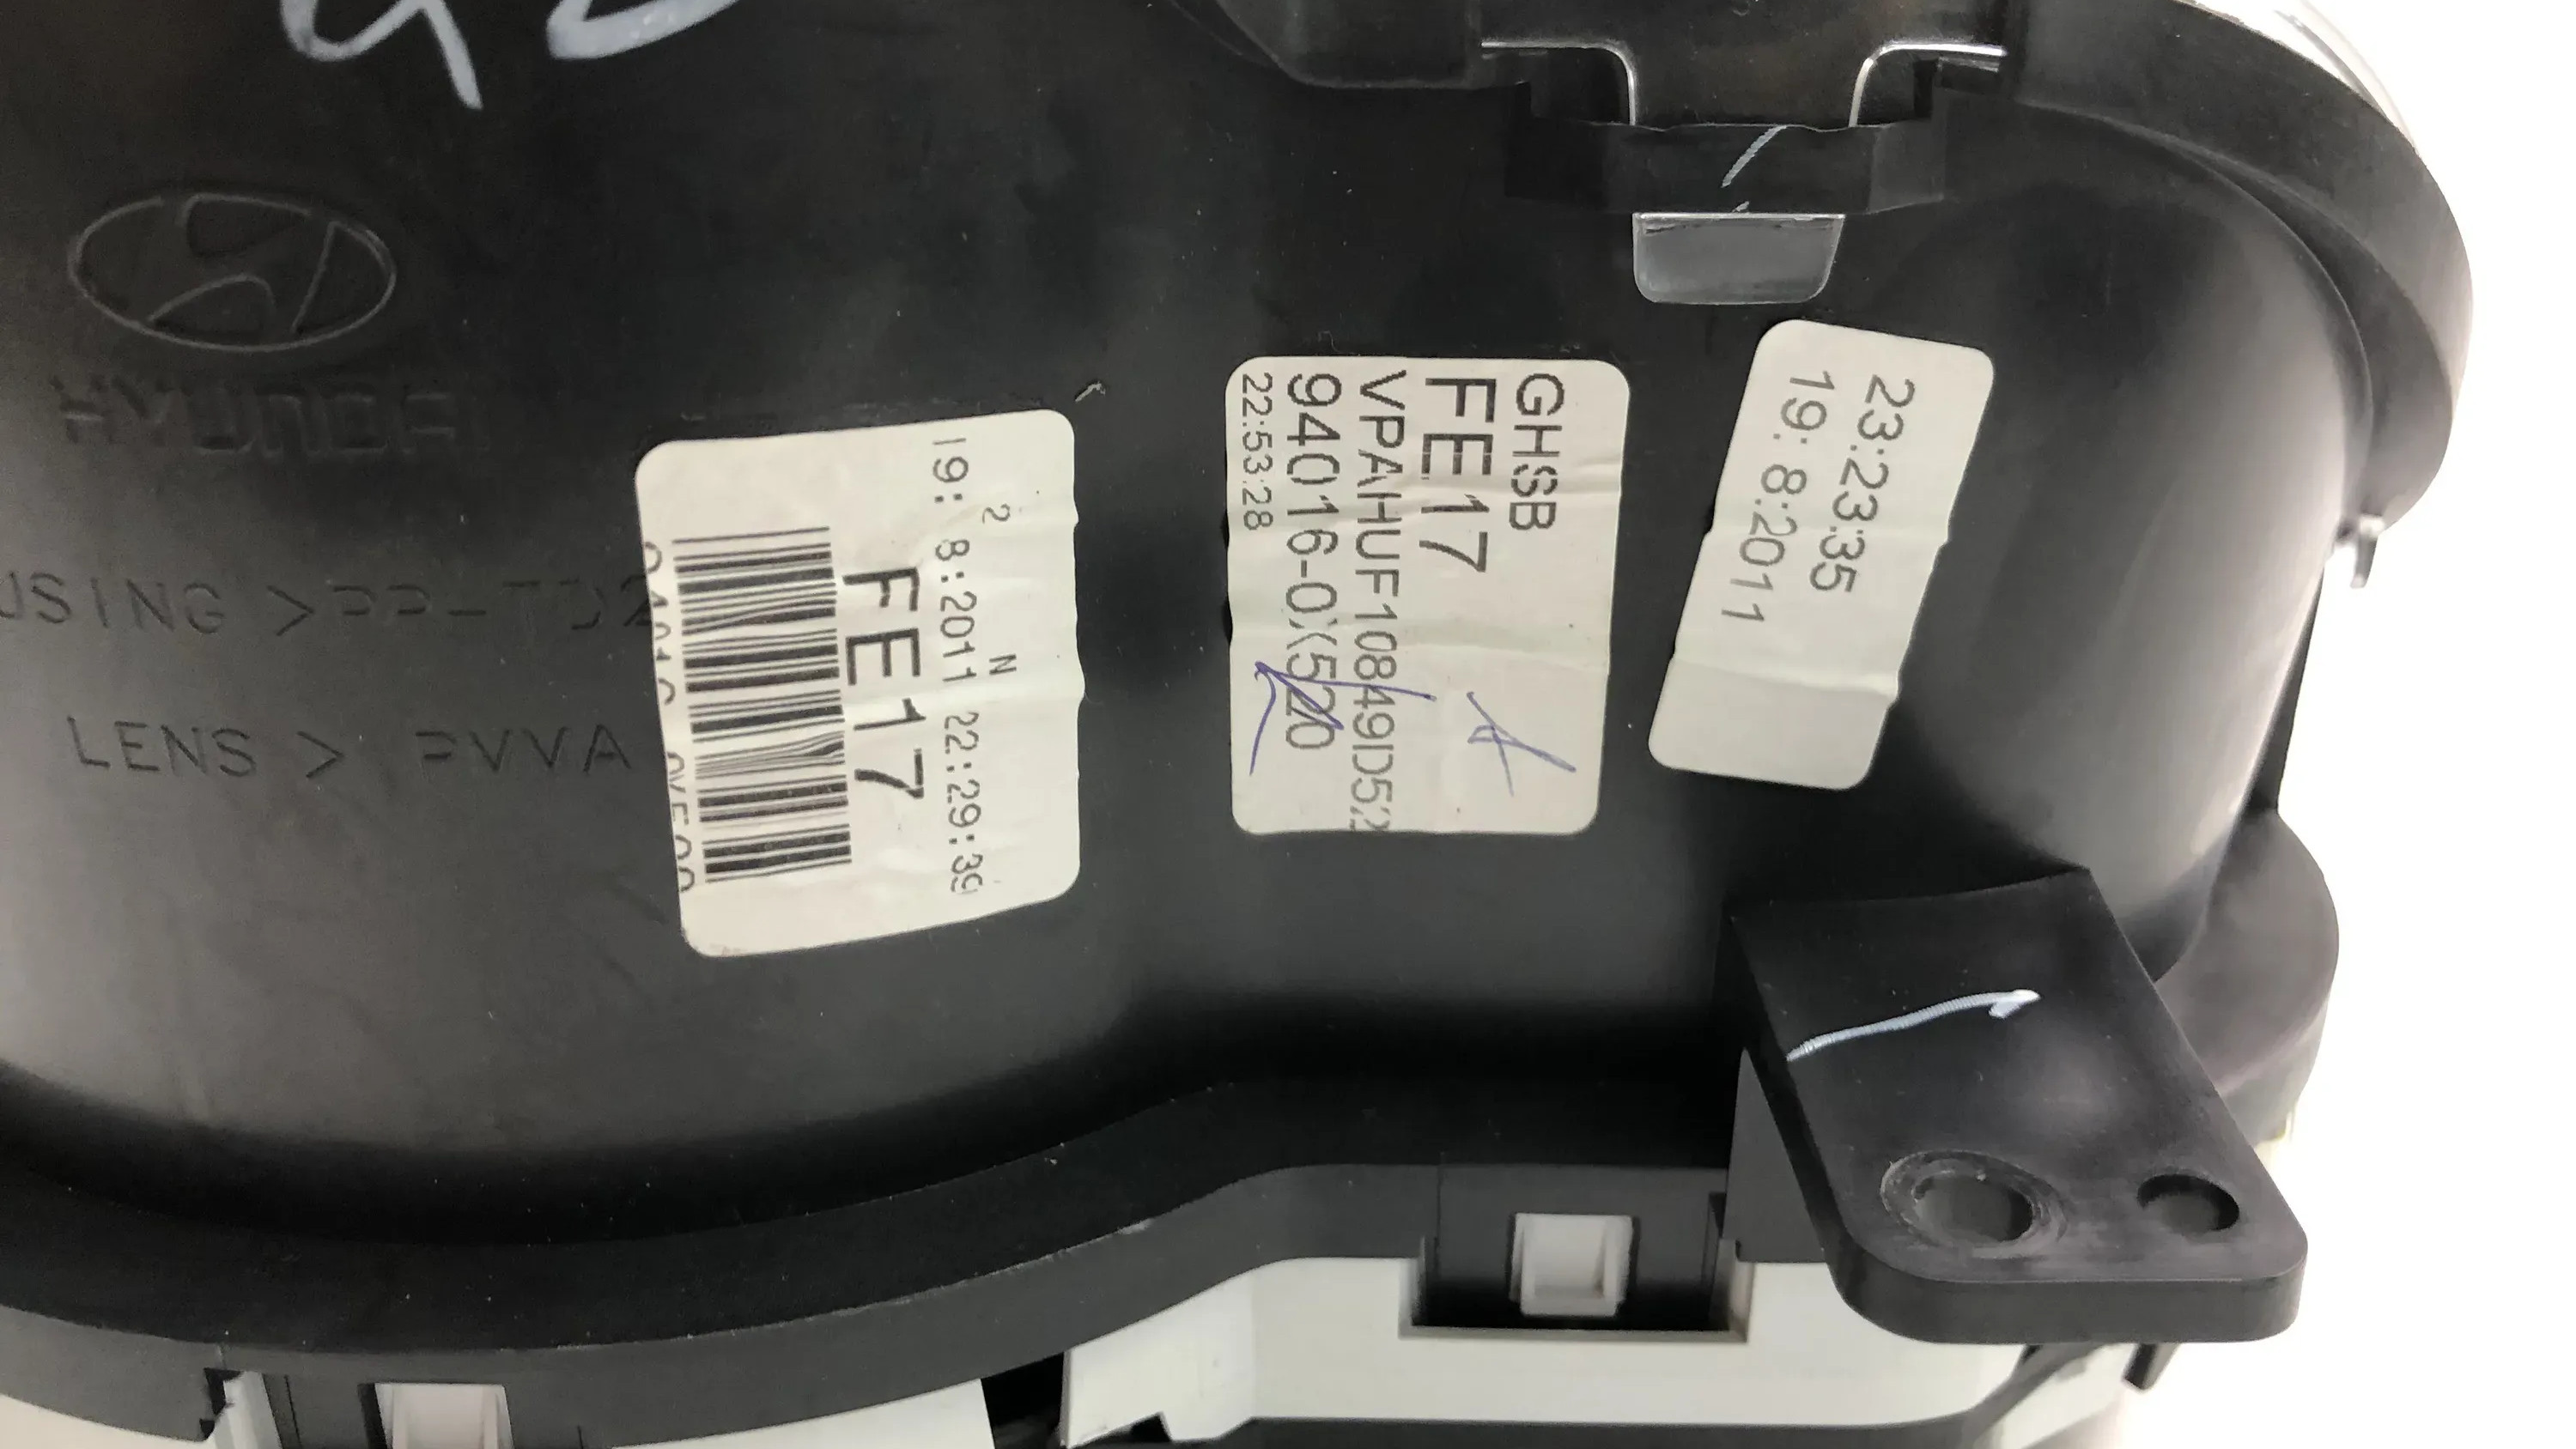 HYUNDAI
USING >PP-TD2
LENS > PVVA
2 N
19: 8:2011 22:29:39
FE17
GHSB
FE17
VPAHUF10849ID5
94016-0X520
22:53:28
23:23:35
19: 8:2011